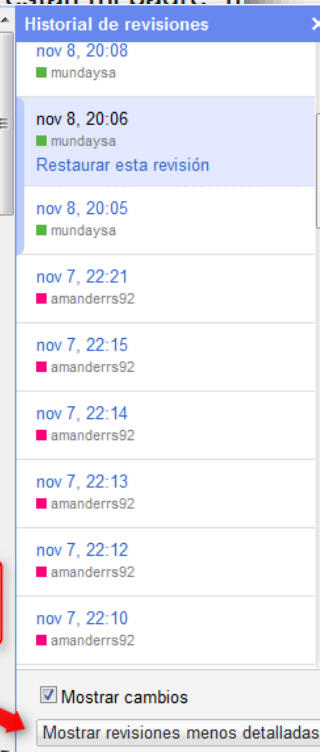 Historial de revisiones
nov 8, 20:08
mundaysa
nov 8, 20:06
mundaysa
Restaurar esta revisión
nov 8, 20:05
mundaysa
nov 7, 22:21
amanderrs92
nov 7, 22:15
amanderrs92
nov 7, 22:14
amanderrs92
nov 7, 22:13
amanderrs92
nov 7, 22:12
amanderrs92
nov 7, 22:10
amanderrs92
Mostrar cambios
Mostrar revisiones menos detalladas